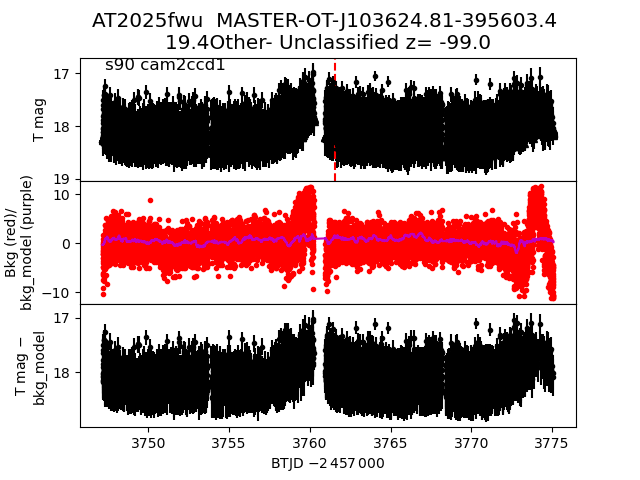 AT2025fwu  MASTER-OT-J103624.81-395603.4
19.4Other- Unclassified z= -99.0
s90 cam2ccd1
17
18
19
T mag
10
0
−10
Bkg (red)/
bkg_model (purple)
17
18
T mag −
bkg_model
3750 3755 3760 3765 3770 3775
BTJD −2 457 000